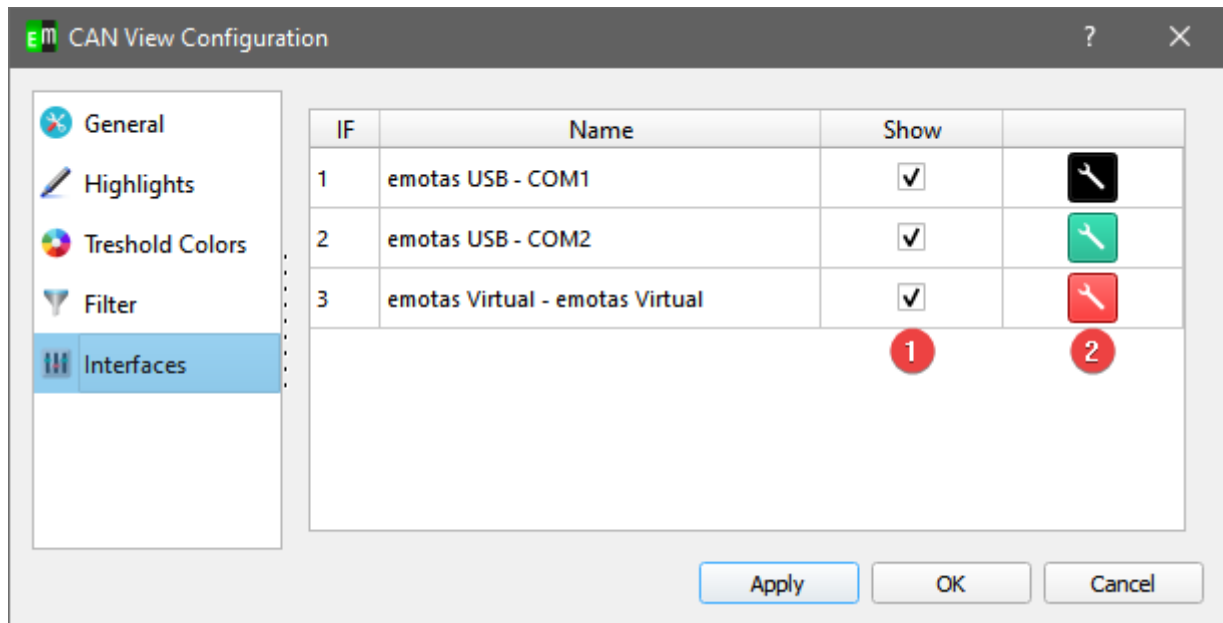 Em CAN View Configuration ? ×
General
Highlights
Treshold Colors
Filter
Interfaces
IF Name Show
1 emotas USB - COM1
2 emotas USB - COM2
3 emotas Virtual - emotas Virtual
1 2
Apply OK Cancel